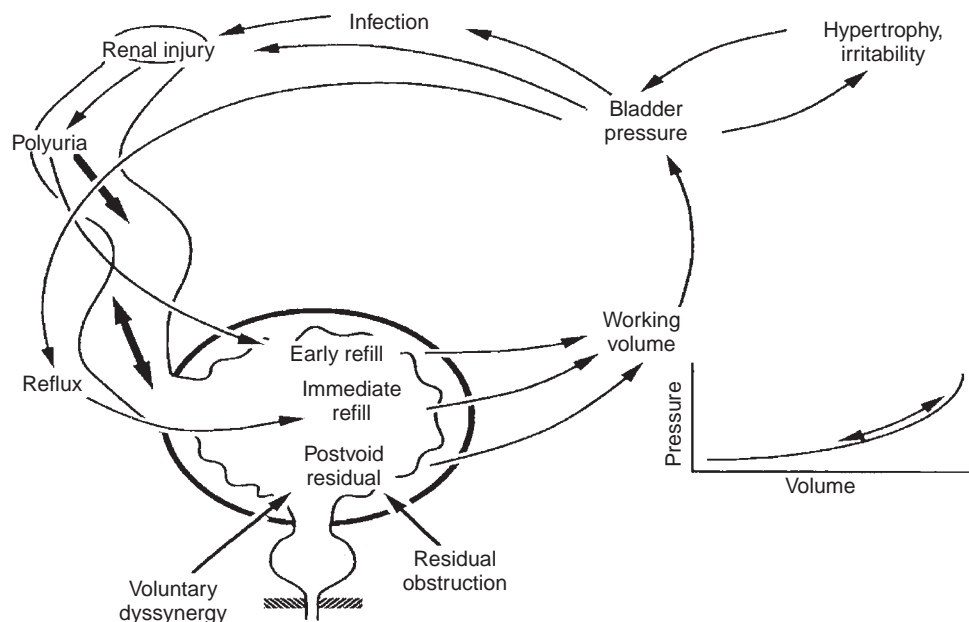 Infection
Renal injury
Hypertrophy,
irritability
Bladder
pressure
Polyuria
Working
volume
Early refill
Reflux
Immediate
refill
Pressure
Postvoid
residual
Volume
Voluntary
dyssynergy
Residual
obstruction